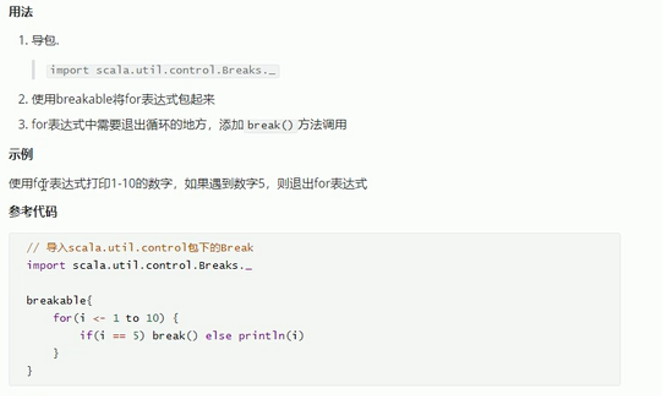 用法
1. 导包.
import scala.util.control.Breaks._
2. 使用breakable将for表达式包起来
3. for表达式中需要退出循环的地方，添加break()方法调用
示例
使用for表达式打印1-10的数字，如果遇到数字5，则退出for表达式
参考代码
// 导入scala.util.control包下的Break
import scala.util.control.Breaks._
breakable{
for(i <- 1 to 10) {
if(i == 5) break() else println(i)
}
}